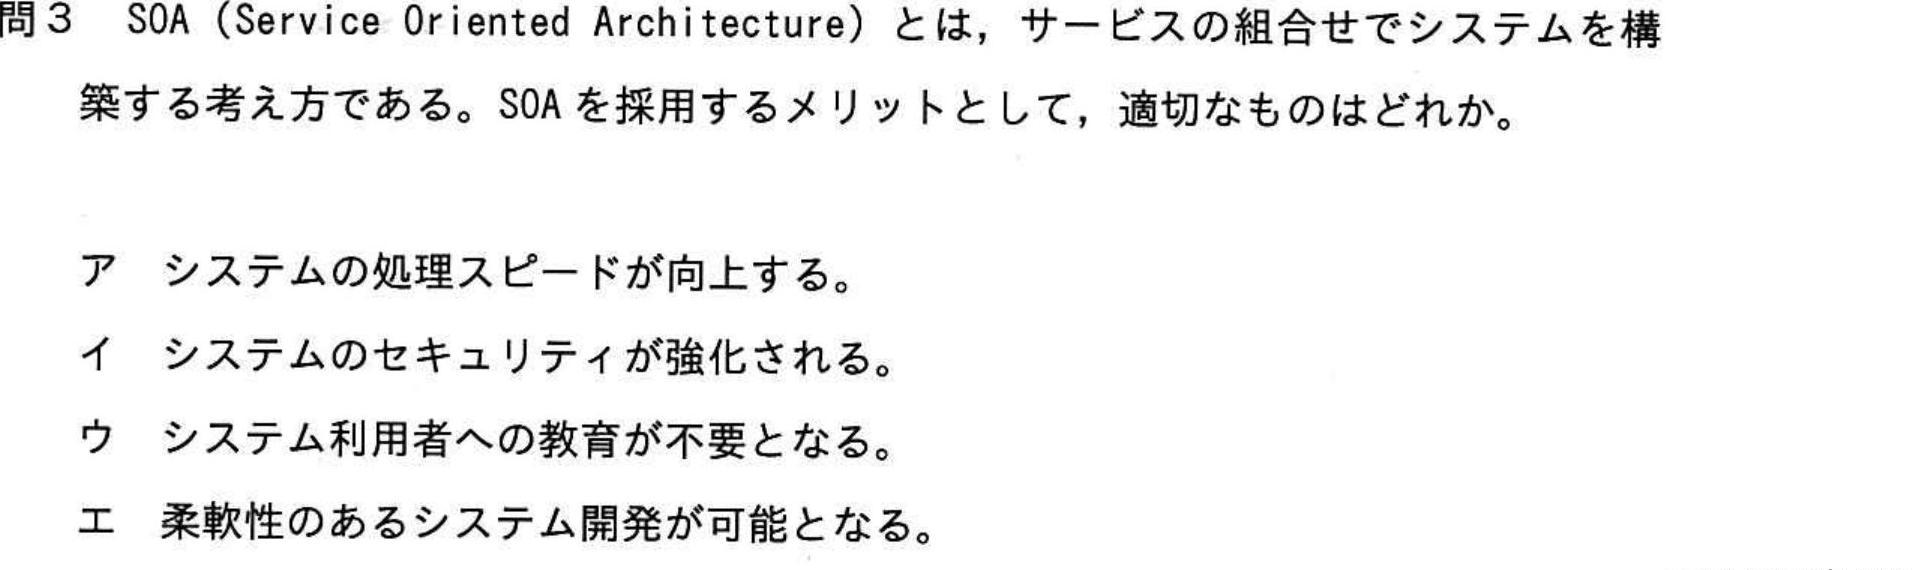 問3 SOA（Service Oriented Architecture）とは，サービスの組合せでシステムを構
築する考え方である。SOAを採用するメリットとして，適切なものはどれか。
ア システムの処理スピードが向上する。
イ システムのセキュリティが強化される。
ウ システム利用者への教育が不要となる。
エ 柔軟性のあるシステム開発が可能となる。